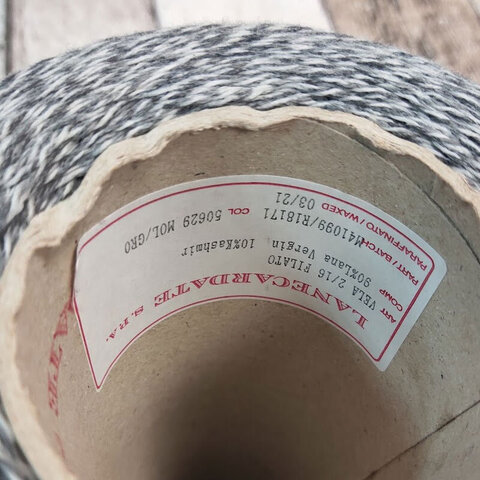 LANECARDATE S.P.A.
ART VELA 2/16 FILATO
COMP 90%Lana Vergin, 10%Kashmir
PART/BATCH M41099/R18171 COL 50629 MOL/GRO
PARAFFINATO/WAXED 03/21